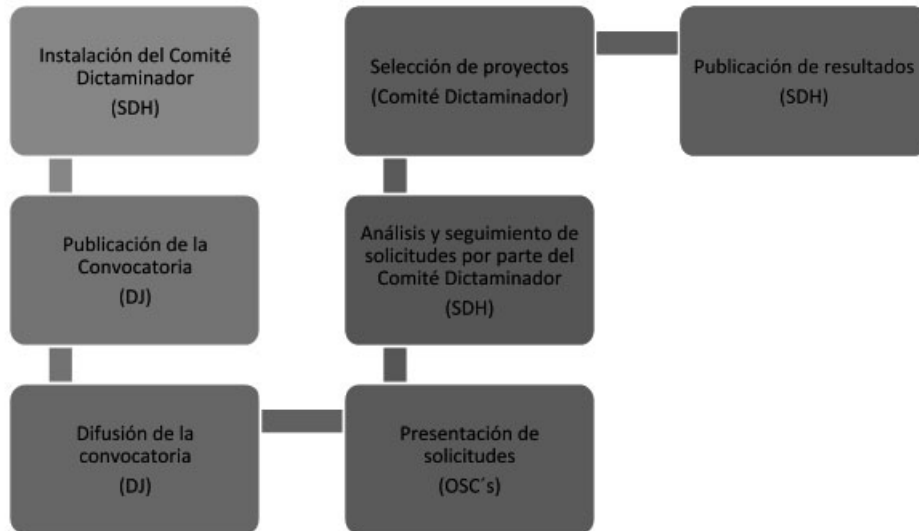 Instalación del Comité
Dictaminador
(SDH)
Publicación de la
Convocatoria
(DJ)
Difusión de la
convocatoria
(DJ)
Presentación de
solicitudes
(OSC´s)
Análisis y seguimiento de
solicitudes por parte del
Comité Dictaminador
(SDH)
Selección de proyectos
(Comité Dictaminador)
Publicación de resultados
(SDH)